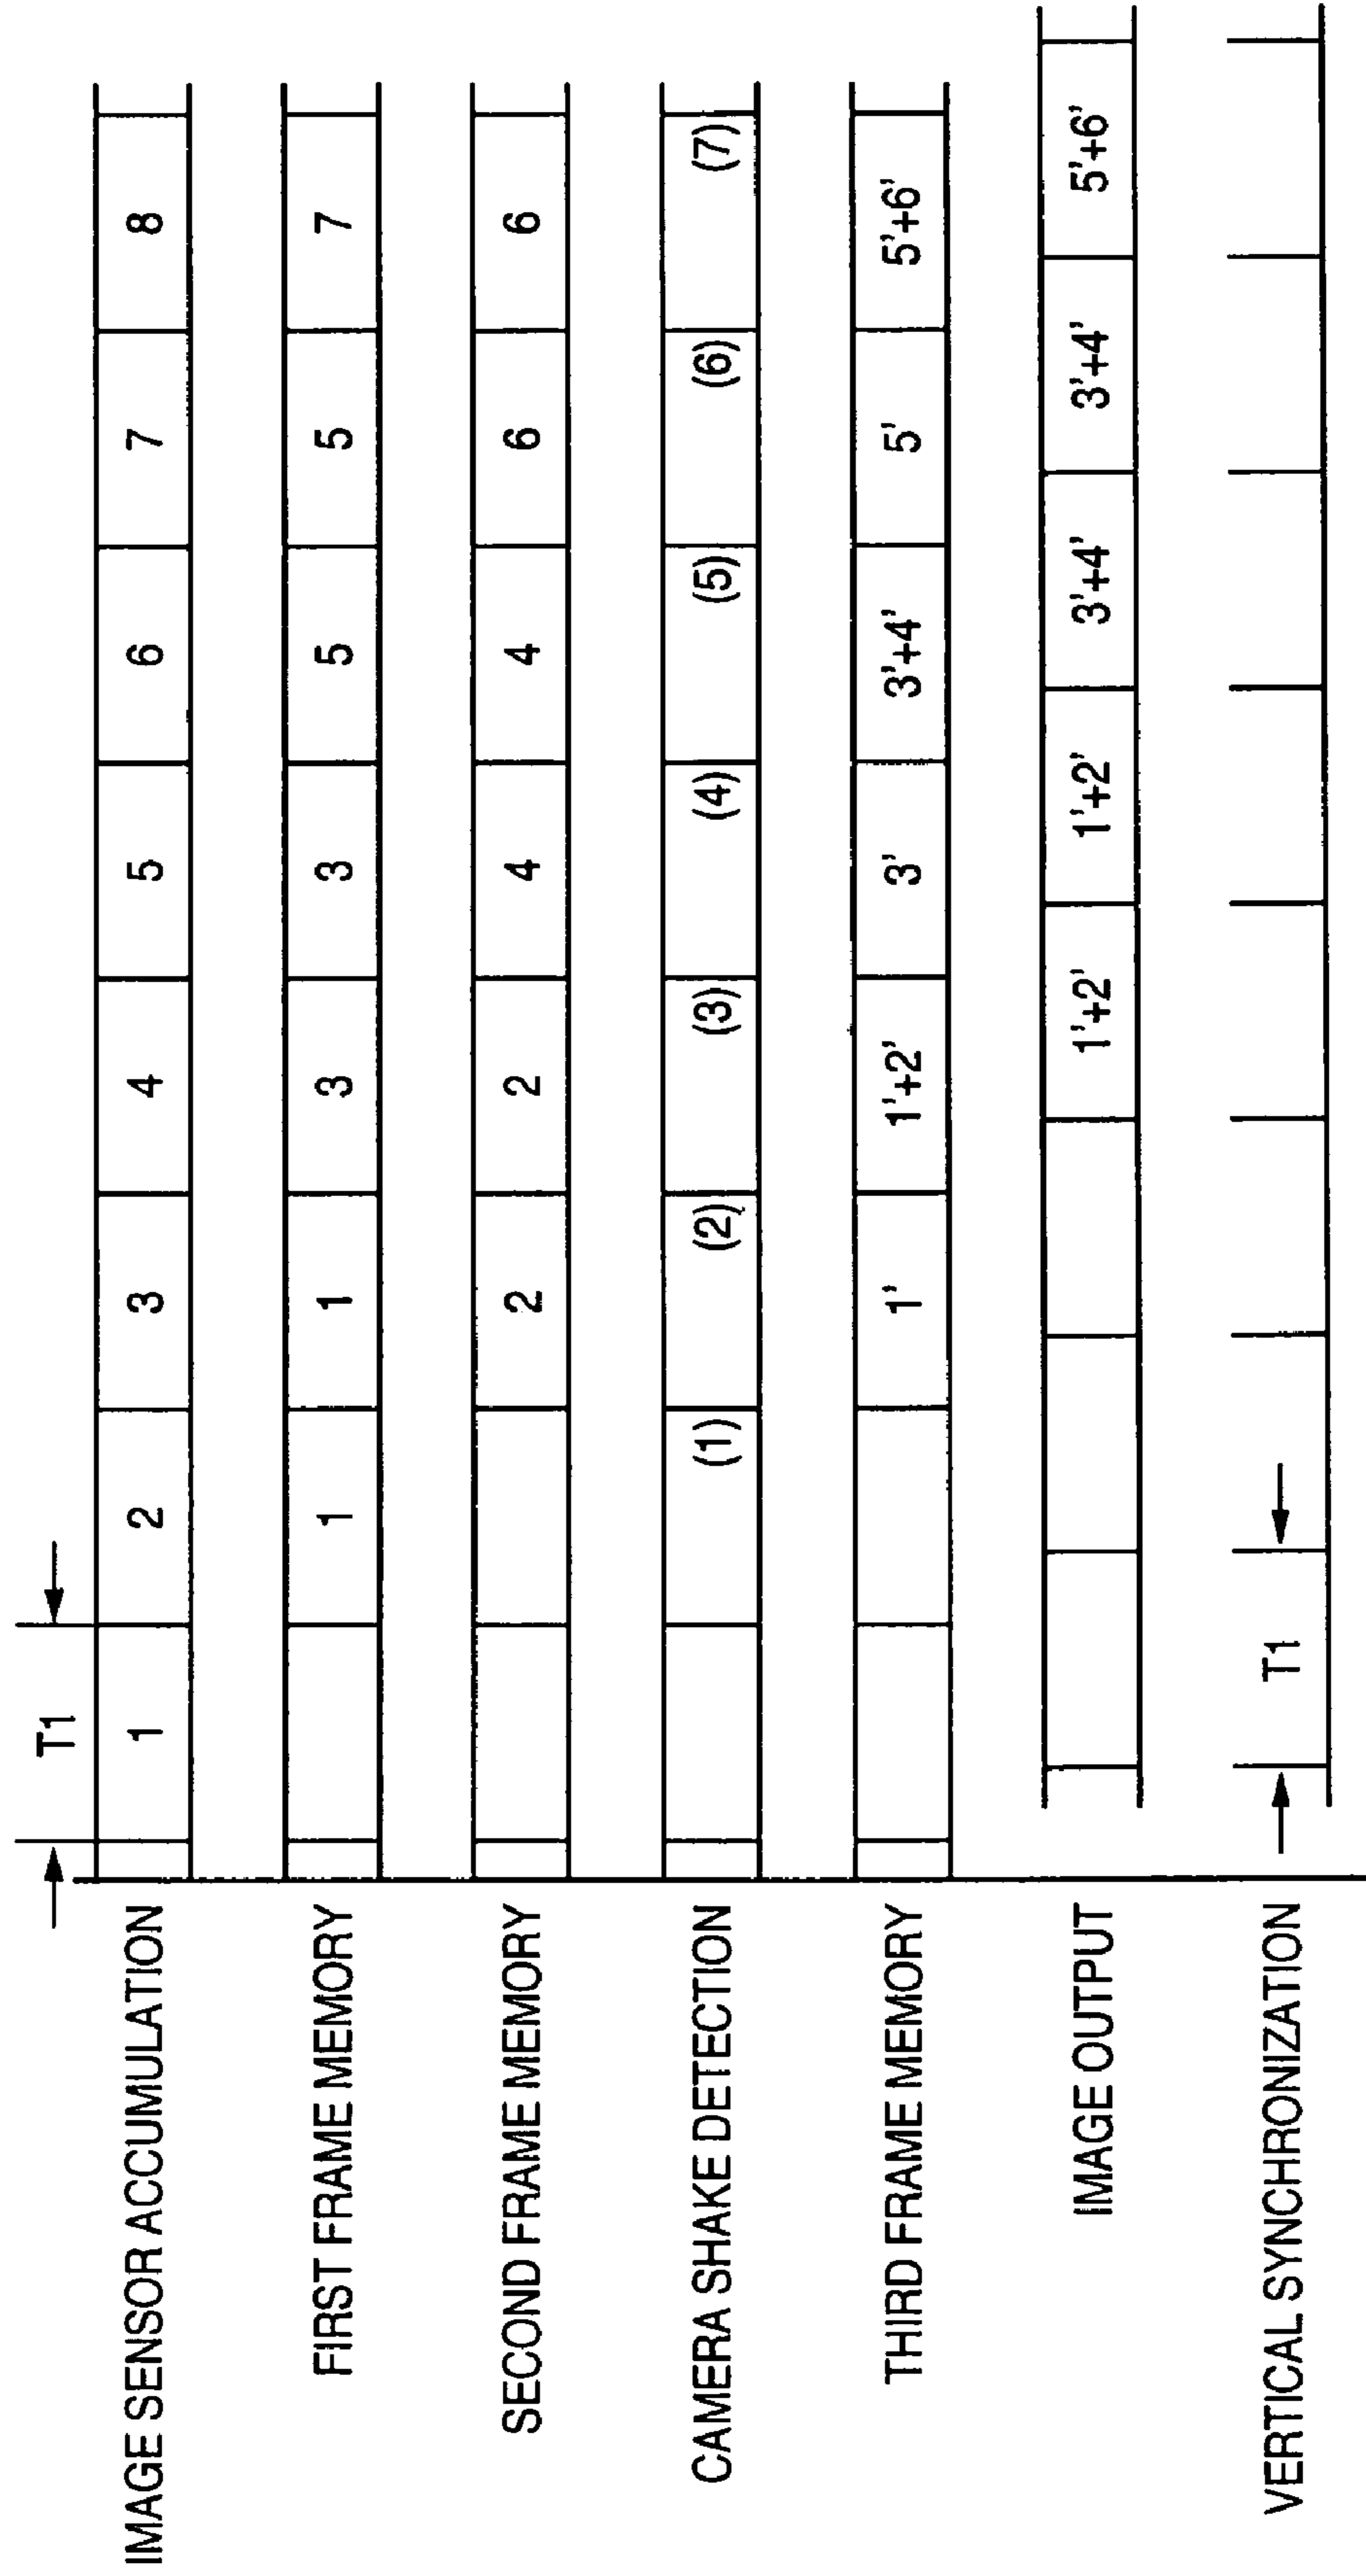 T1
IMAGE SENSOR ACCUMULATION 1 2 3 4 5 6 7 8
FIRST FRAME MEMORY 1 1 3 3 5 5 7
SECOND FRAME MEMORY 2 2 4 4 6 6
CAMERA SHAKE DETECTION (1) (2) (3) (4) (5) (6) (7)
THIRD FRAME MEMORY 1' 1'+2' 3' 3'+4' 5' 5'+6'
IMAGE OUTPUT 1'+2' 1'+2' 3'+4' 3'+4' 5'+6'
VERTICAL SYNCHRONIZATION T1